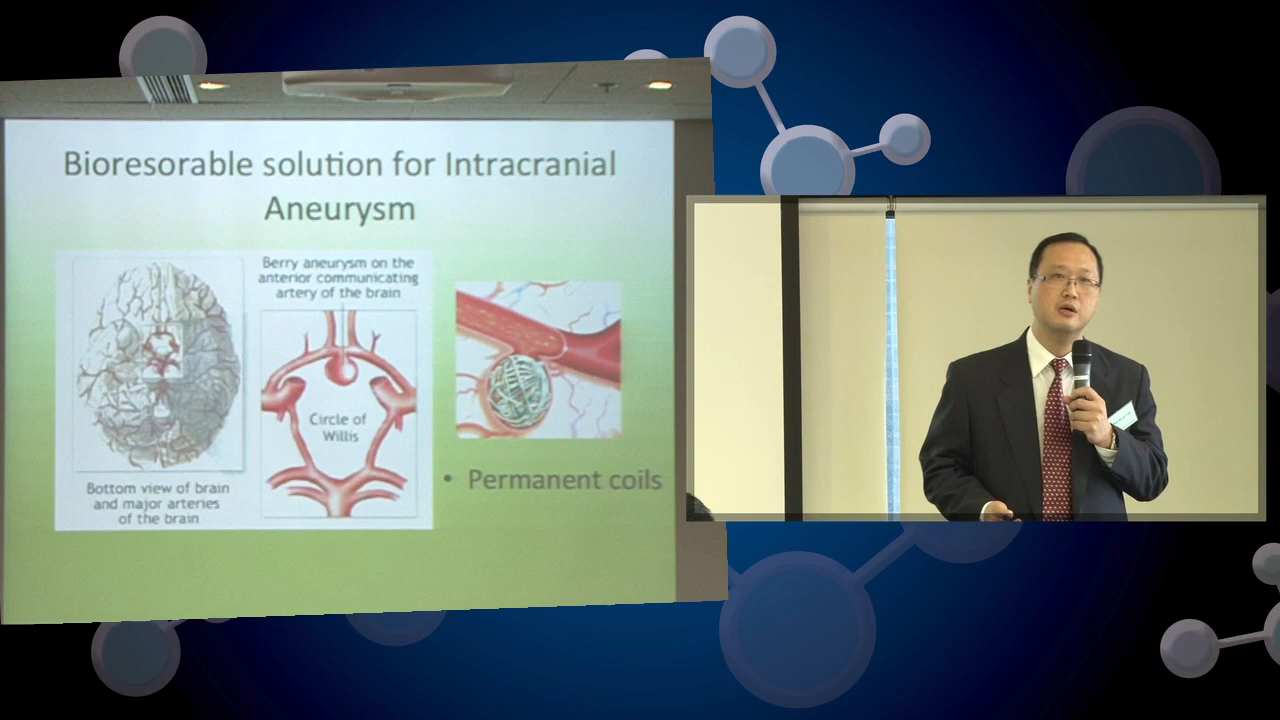 Bioresorable solution for Intracranial
Aneurysm
Berry aneurysm on the
anterior communicating
artery of the brain
Circle of
Willis
Bottom view of brain
and major arteries
of the brain
• Permanent coils